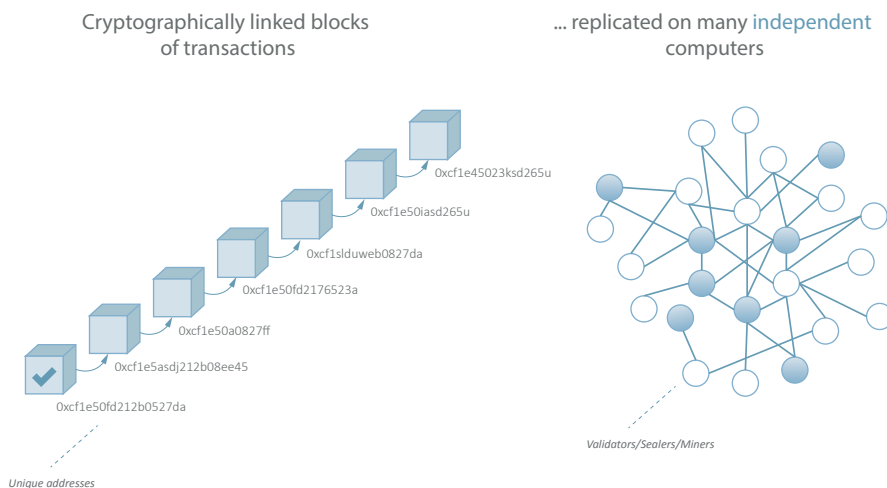 Cryptographically linked blocks
of transactions
... replicated on many independent
computers
0xcf1e45023ksd265u
0xcf1e50iasd265u
0xcf1slduweb0827da
0xcf1e50fd2176523a
0xcf1e50a0827ff
0xcf1e5asdj212b08ee45
0xcf1e50fd212b0527da
Validators/Sealers/Miners
Unique addresses